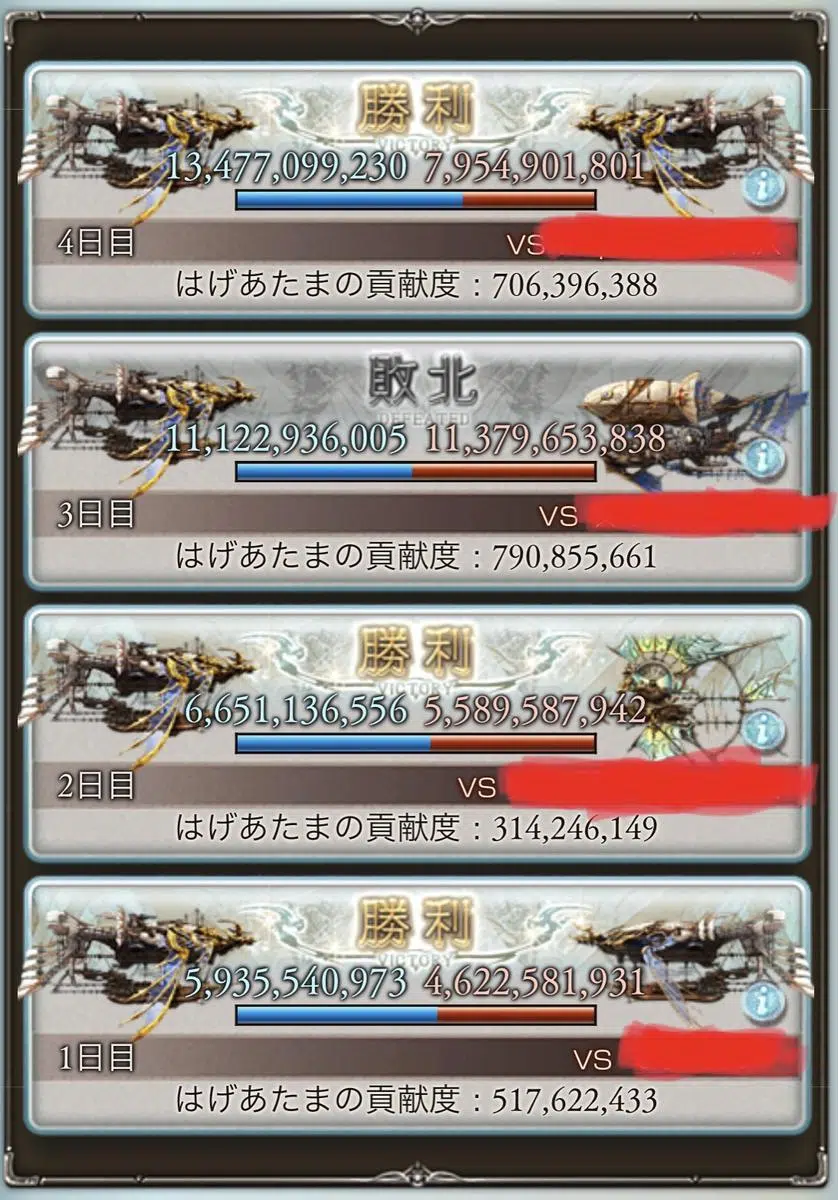 勝利
VICTORY
13,477,099,230 7,954,901,801
4日目 VS
はげあたまの貢献度:706,396,388
敗北
DEFEATED
11,122,936,005 11,379,653,838
3日目 VS
はげあたまの貢献度:790,855,661
勝利
VICTORY
6,651,136,556 5,589,587,942
2日目 VS
はげあたまの貢献度:314,246,149
勝利
VICTORY
5,935,540,973 4,622,581,931
1日目 VS
はげあたまの貢献度:517,622,433